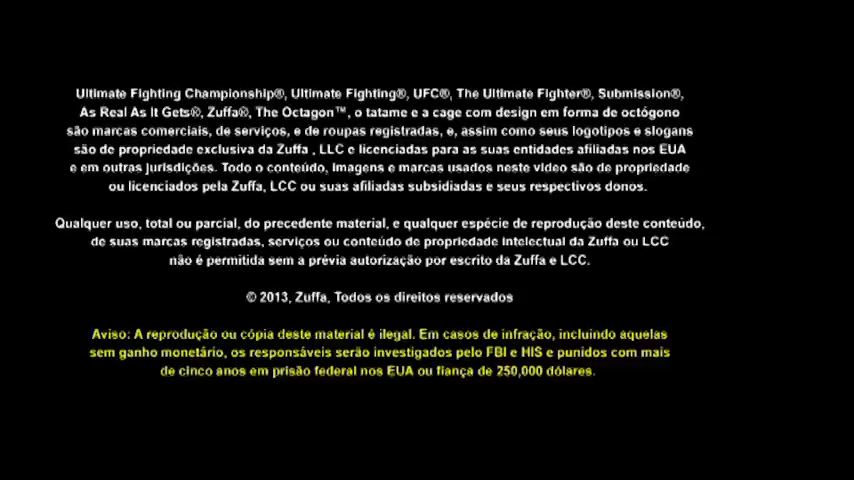 Ultimate Fighting Championship®, Ultimate Fighting®, UFC®, The Ultimate Fighter®, Submission®,
As Real As It Gets®, Zuffa®, The Octagon™, o tatame e a cage com design em forma de octógono
são marcas comerciais, de serviços, e de roupas registradas, e, assim como seus logotipos e slogans
são de propriedade exclusiva da Zuffa , LLC e licenciadas para as suas entidades afiliadas nos EUA
e em outras jurisdições. Todo o conteúdo, imagens e marcas usados neste vídeo são de propriedade
ou licenciados pela Zuffa, LCC ou suas afiliadas subsidiadas e seus respectivos donos.
Qualquer uso, total ou parcial, do precedente material, e qualquer espécie de reprodução deste conteúdo,
de suas marcas registradas, serviços ou conteúdo de propriedade intelectual da Zuffa ou LCC
não é permitida sem a prévia autorização por escrito da Zuffa e LCC.
© 2013, Zuffa, Todos os direitos reservados
Aviso: A reprodução ou cópia deste material é ilegal. Em casos de infração, incluindo aquelas
sem ganho monetário, os responsáveis serão investigados pelo FBI e HIS e punidos com mais
de cinco anos em prisão federal nos EUA ou fiança de 250,000 dólares.